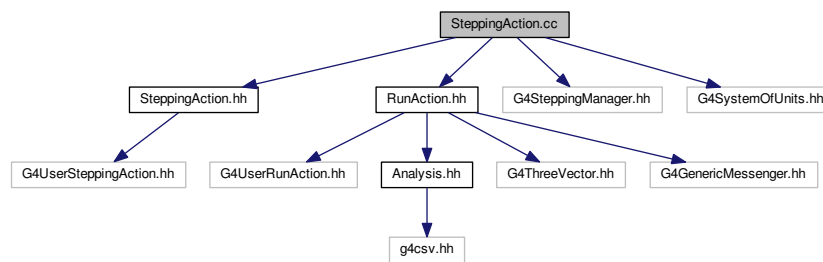 SteppingAction.cc
SteppingAction.hh
RunAction.hh
G4SteppingManager.hh
G4SystemOfUnits.hh
G4UserSteppingAction.hh
G4UserRunAction.hh
Analysis.hh
G4ThreeVector.hh
G4GenericMessenger.hh
g4csv.hh